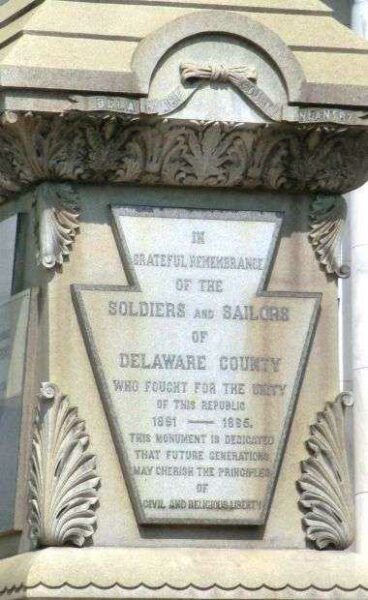 INFANTRY
IN
GRATEFUL REMEMBRANCE
OF THE
SOLDIERS AND SAILORS
OF
DELAWARE COUNTY
WHO FOUGHT FOR THE UNITY
OF THIS REPUBLIC
1861 — 1865.
THIS MONUMENT IS DEDICATED
THAT FUTURE GENERATIONS
MAY CHERISH THE PRINCIPLES
OF
CIVIL AND RELIGIOUS LIBERTY